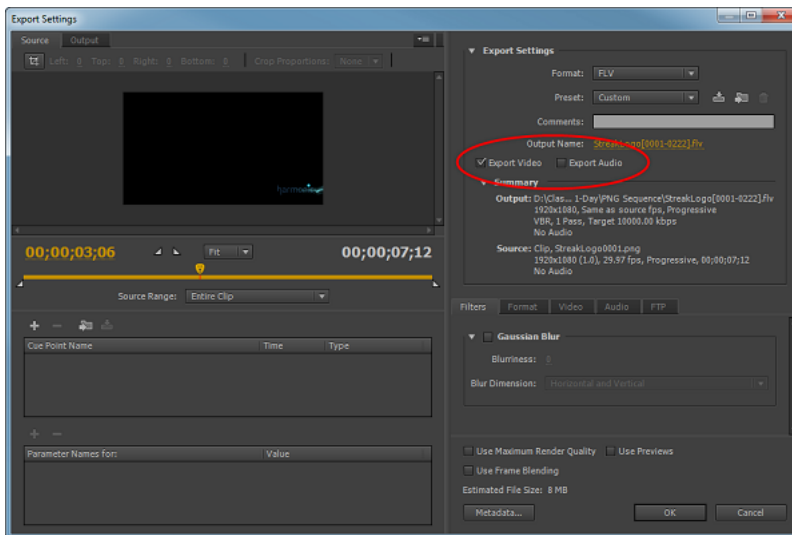 Export Settings
Source Output
Left: 0 Top: 0 Right: 0 Bottom: 0 Crop Proportions: None
00;00;03;06 Fit 00;00;07;12
Source Range: Entire Clip
Cue Point Name Time Type
Parameter Names for: Value
Export Settings
Format: FLV
Preset: Custom
Comments:
Output Name: StreakLogo[0001-0222].flv
Export Video Export Audio
Summary
Output: D:\Clas... 1-Day\PNG Sequence\StreakLogo[0001-0222].flv
1920x1080, Same as source fps, Progressive
VBR, 1 Pass, Target 10000.00 kbps
No Audio
Source: Clip, StreakLogo0001.png
1920x1080 (1.0), 29.97 fps, Progressive, 00;00;07;12
No Audio
Filters Format Video Audio FTP
Gaussian Blur
Blurriness: 0
Blur Dimension: Horizontal and Vertical
Use Maximum Render Quality Use Previews
Use Frame Blending
Estimated File Size: 8 MB
Metadata... OK Cancel